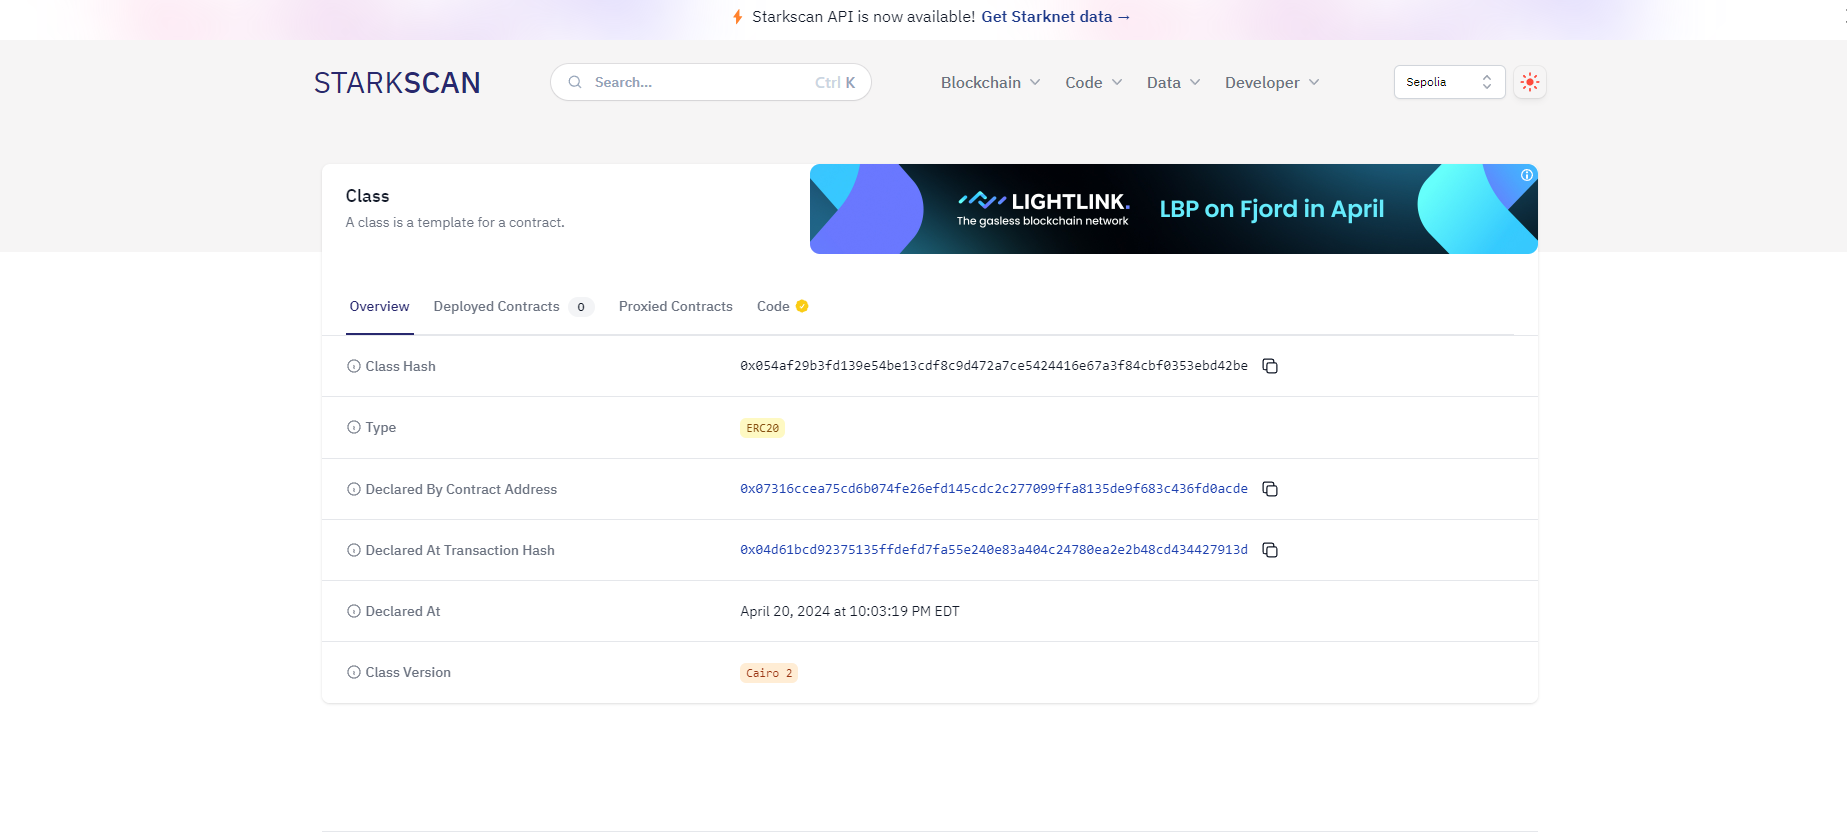 Starkscan API is now available! Get Starknet data →
STARKSCAN
Search...
Ctrl K
Blockchain
Code
Data
Developer
Sepolia
Class
A class is a template for a contract.
LIGHTLINK.
The gasless blockchain network
LBP on Fjord in April
Overview
Deployed Contracts 0
Proxied Contracts
Code
Class Hash
0x054af29b3fd139e54be13cdf8c9d472a7ce5424416e67a3f84cbf0353ebd42be
Type
ERC20
Declared By Contract Address
0x07316ccea75cd6b074fe26efd145cdc2c277099ffa8135de9f683c436fd0acde
Declared At Transaction Hash
0x04d61bcd92375135ffdefd7fa55e240e83a404c24780ea2e2b48cd434427913d
Declared At
April 20, 2024 at 10:03:19 PM EDT
Class Version
Cairo 2